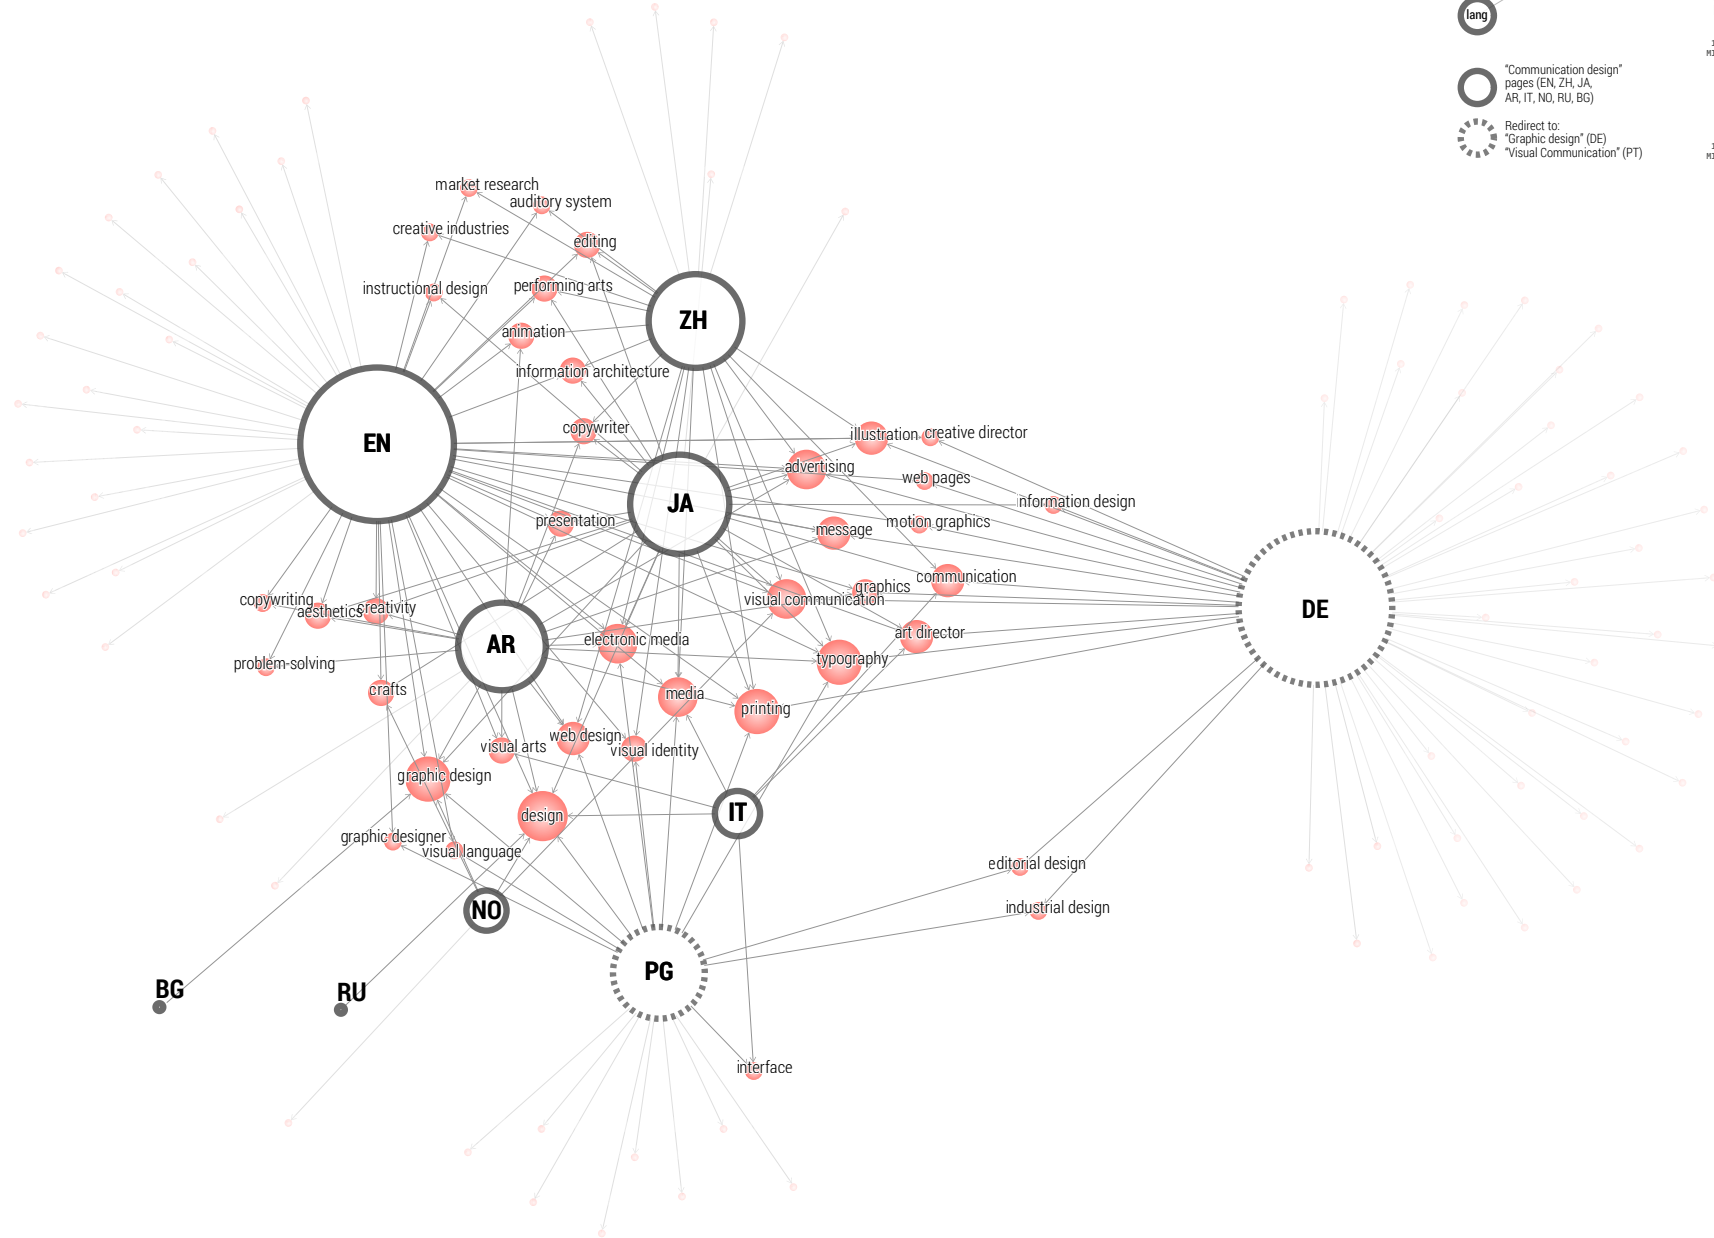 lang
“Communication design”
pages (EN, ZH, JA,
AR, IT, NO, RU, BG)
Redirect to:
“Graphic design” (DE)
“Visual Communication” (PT)
market research
auditory system
creative industries
editing
instructional design
performing arts
ZH
animation
information architecture
copywriter
illustration
creative director
EN
advertising
web pages
JA
information design
presentation
message
motion graphics
communication
graphics
copywriting
aesthetics
creativity
visual communication
DE
art director
AR
electronic media
typography
problem-solving
crafts
media
printing
visual arts
web design
visual identity
graphic design
design
IT
graphic designer
visual language
editorial design
NO
industrial design
PG
BG
RU
interface